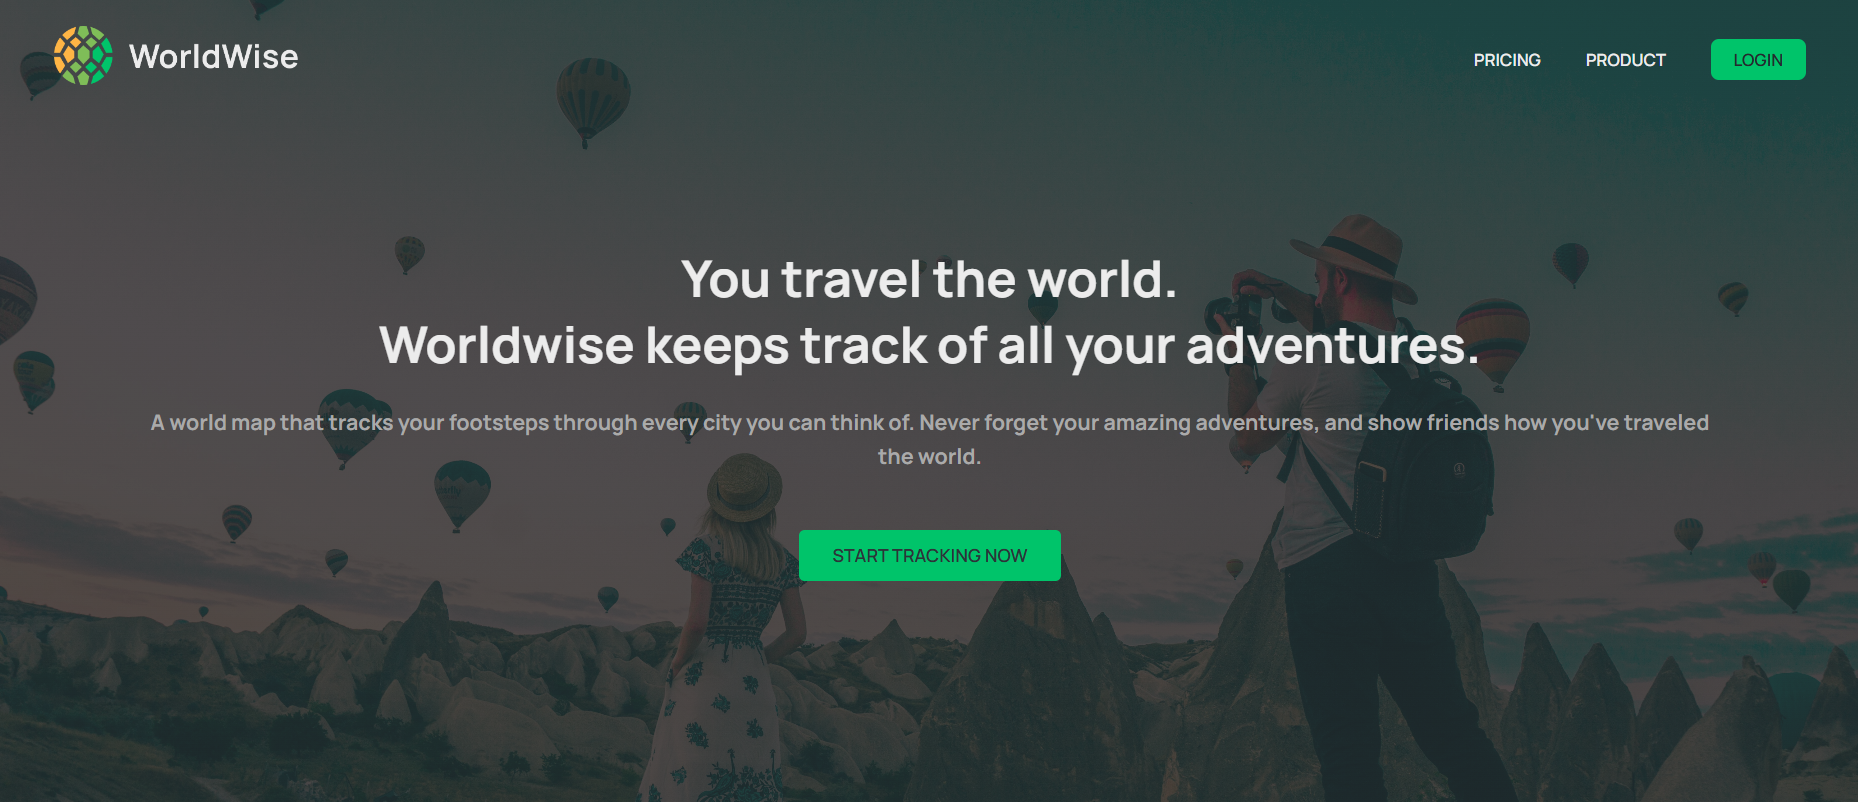 WorldWise
PRICING
PRODUCT
LOGIN
You travel the world.
Worldwise keeps track of all your adventures.
A world map that tracks your footsteps through every city you can think of. Never forget your amazing adventures, and show friends how you've traveled
the world.
START TRACKING NOW